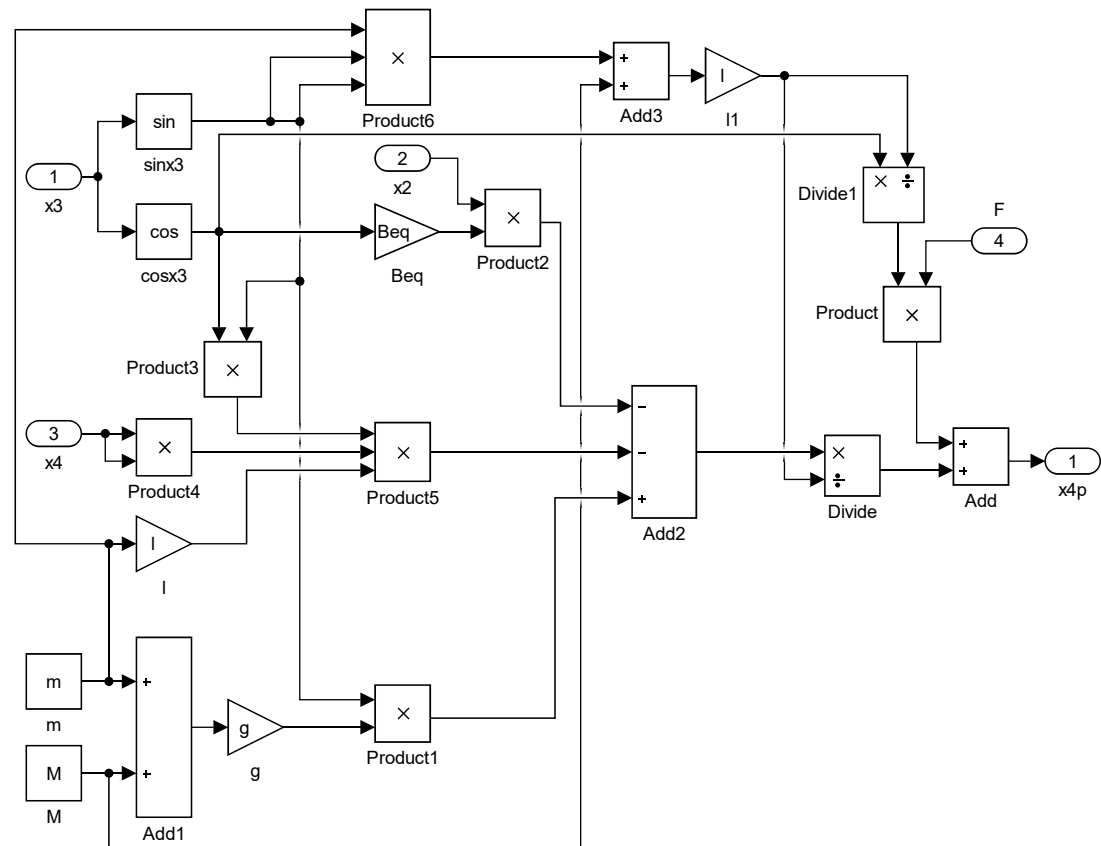 ×
Product6
+
+
Add3
l
l1
sin
sinx3
1
x3
2
x2
×
Product2
× ÷
Divide1
F
4
cos
cosx3
Beq
Beq
×
Product
×
Product3
3
x4
×
Product4
×
Product5
−
−
+
Add2
×
÷
Divide
+
+
Add
1
x4p
l
l
m
m
+
+
Add1
g
g
×
Product1
M
M